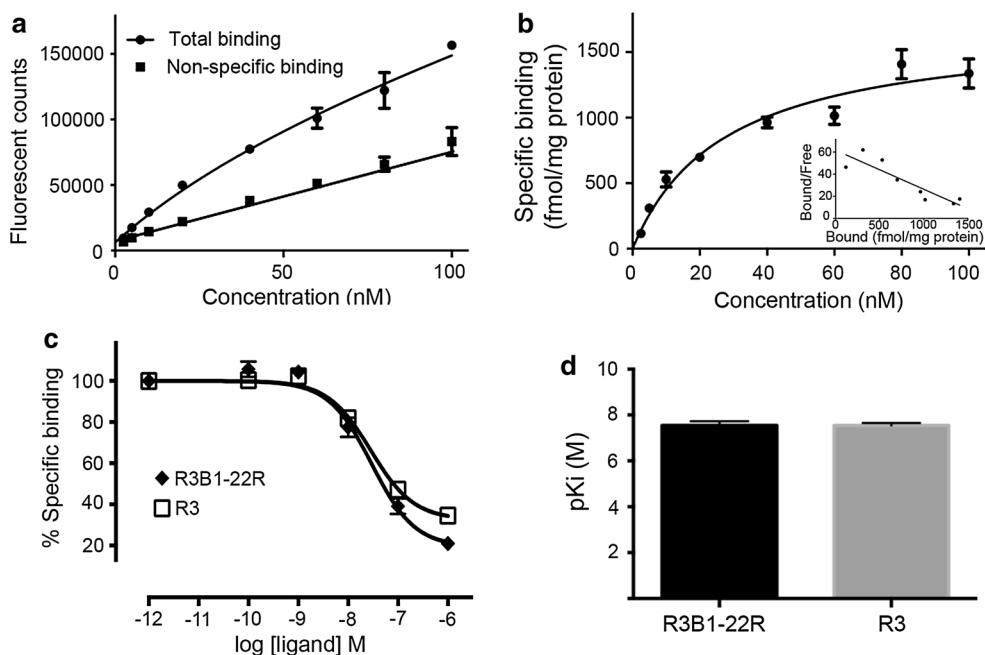 a
Fluorescent counts
150000
100000
50000
0
Total binding
Non-specific binding
0
50
100
Concentration (nM)
b
Specific binding
(fmol/mg protein)
1500
1000
500
0
0
20
40
60
80
100
Concentration (nM)
Bound/Free
60
40
20
0
0
500
1000
1500
Bound (fmol/mg protein)
c
% Specific binding
100
80
60
40
20
R3B1-22R
R3
-12
-11
-10
-9
-8
-7
-6
log [ligand] M
d
pKi (M)
10
8
6
4
2
R3B1-22R
R3